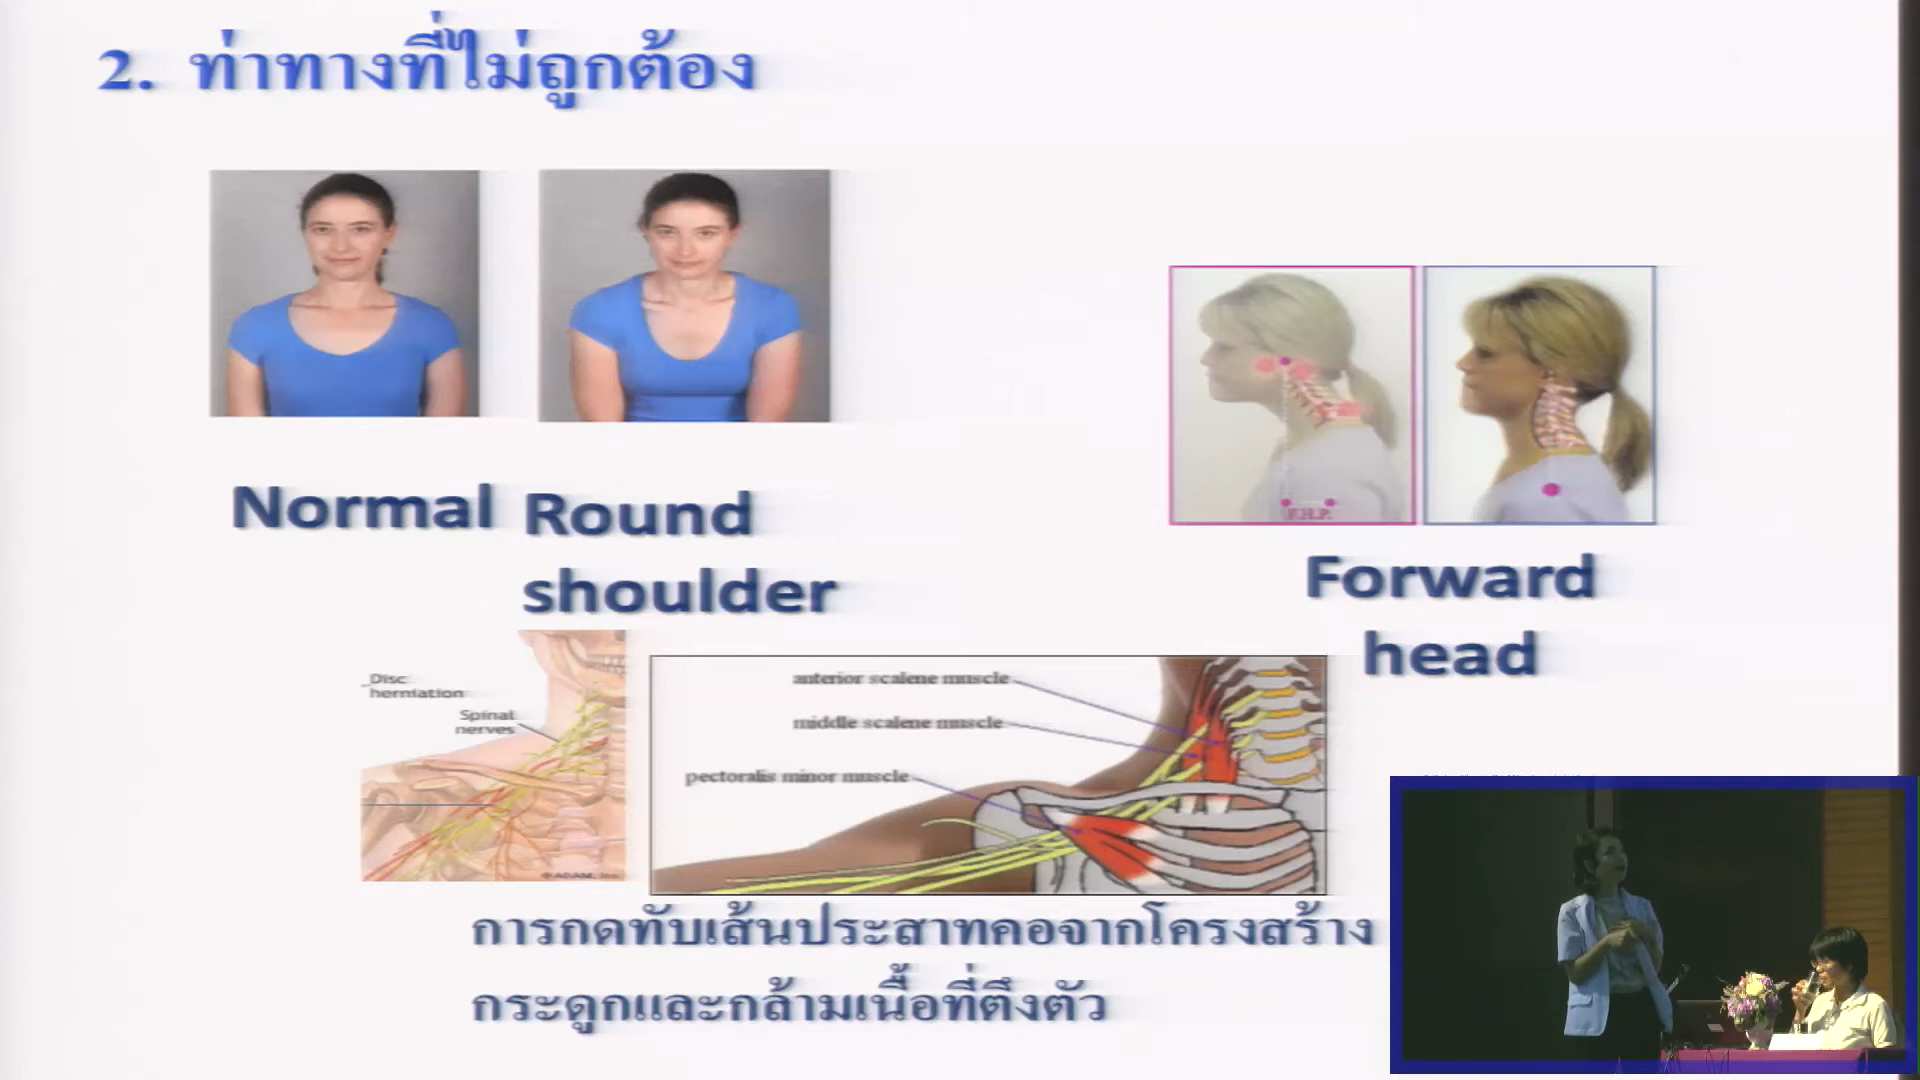 2. ท่าทางที่ไม่ถูกต้อง
Normal
Round
shoulder
F.H.P.
Forward
head
Disc
herniation
Spinal
nerves
© ADAM, Inc.
anterior scalene muscle
middle scalene muscle
pectoralis minor muscle
การกดทับเส้นประสาทคอจากโครงสร้าง
กระดูกและกล้ามเนื้อที่ตึงตัว